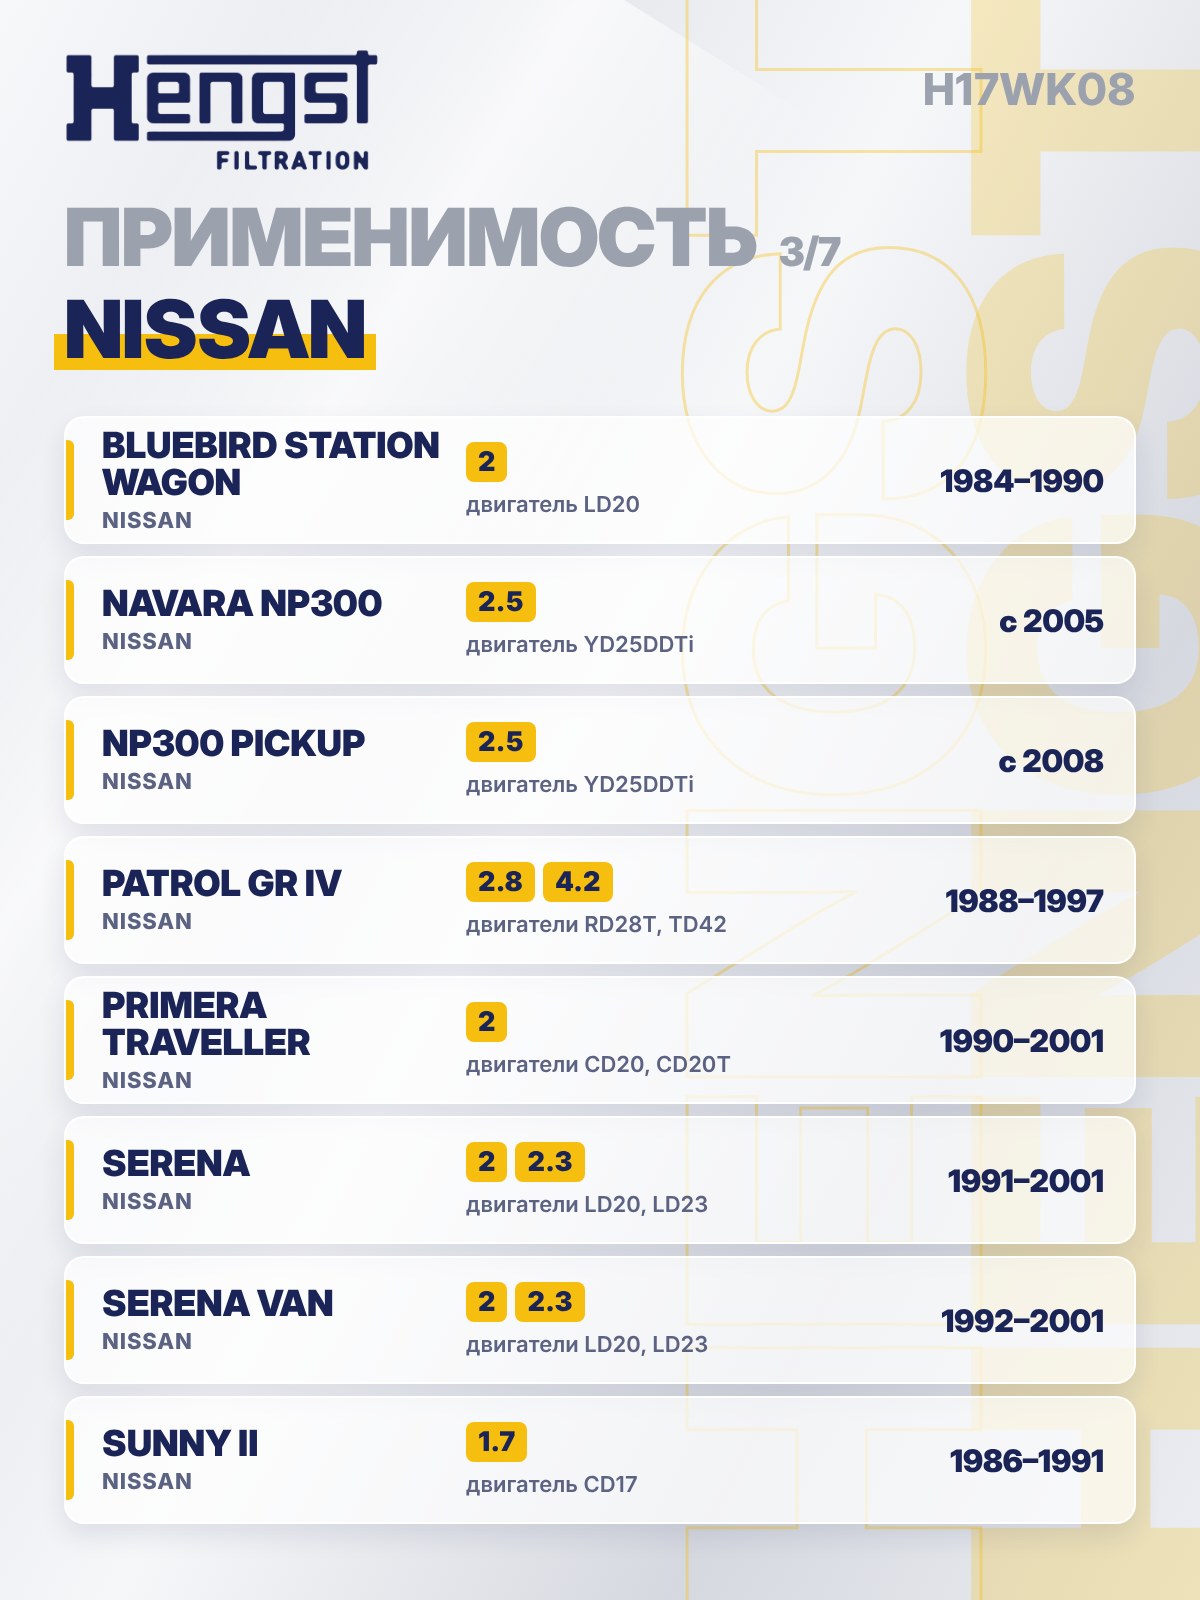 Hengst
FILTRATION
H17WK08
ПРИМЕНИМОСТЬ 3/7
NISSAN
BLUEBIRD STATION
WAGON
NISSAN
2
двигатель LD20
1984–1990
NAVARA NP300
NISSAN
2.5
двигатель YD25DDTi
с 2005
NP300 PICKUP
NISSAN
2.5
двигатель YD25DDTi
с 2008
PATROL GR IV
NISSAN
2.8 4.2
двигатели RD28T, TD42
1988–1997
PRIMERA
TRAVELLER
NISSAN
2
двигатели CD20, CD20T
1990–2001
SERENA
NISSAN
2 2.3
двигатели LD20, LD23
1991–2001
SERENA VAN
NISSAN
2 2.3
двигатели LD20, LD23
1992–2001
SUNNY II
NISSAN
1.7
двигатель CD17
1986–1991
HENGST
HENGST